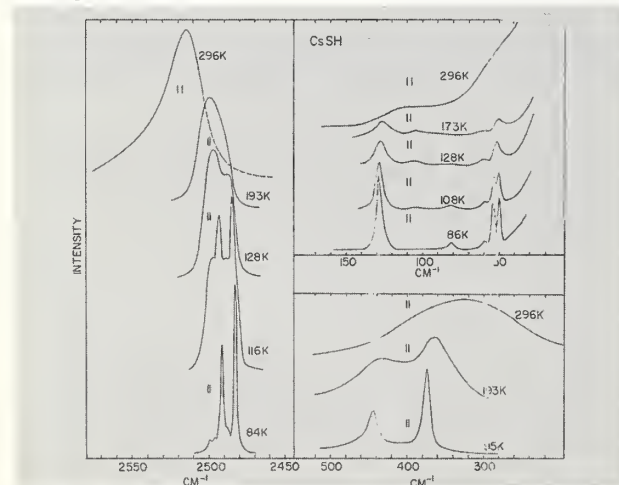 CsSH
296K
193K
128K
116K
84K
INTENSITY
2550
2500
2450
CM⁻¹
296K
173K
128K
108K
86K
150
100
50
CM⁻¹
296K
193K
115K
500
400
300
CM⁻¹